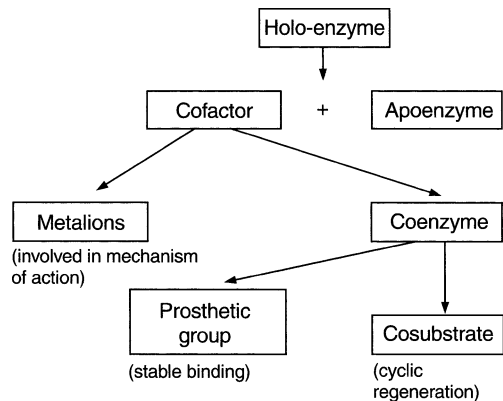 Holo-enzyme
Cofactor + Apoenzyme
Metalions
(involved in mechanism
of action)
Coenzyme
Prosthetic
group
(stable binding)
Cosubstrate
(cyclic
regeneration)